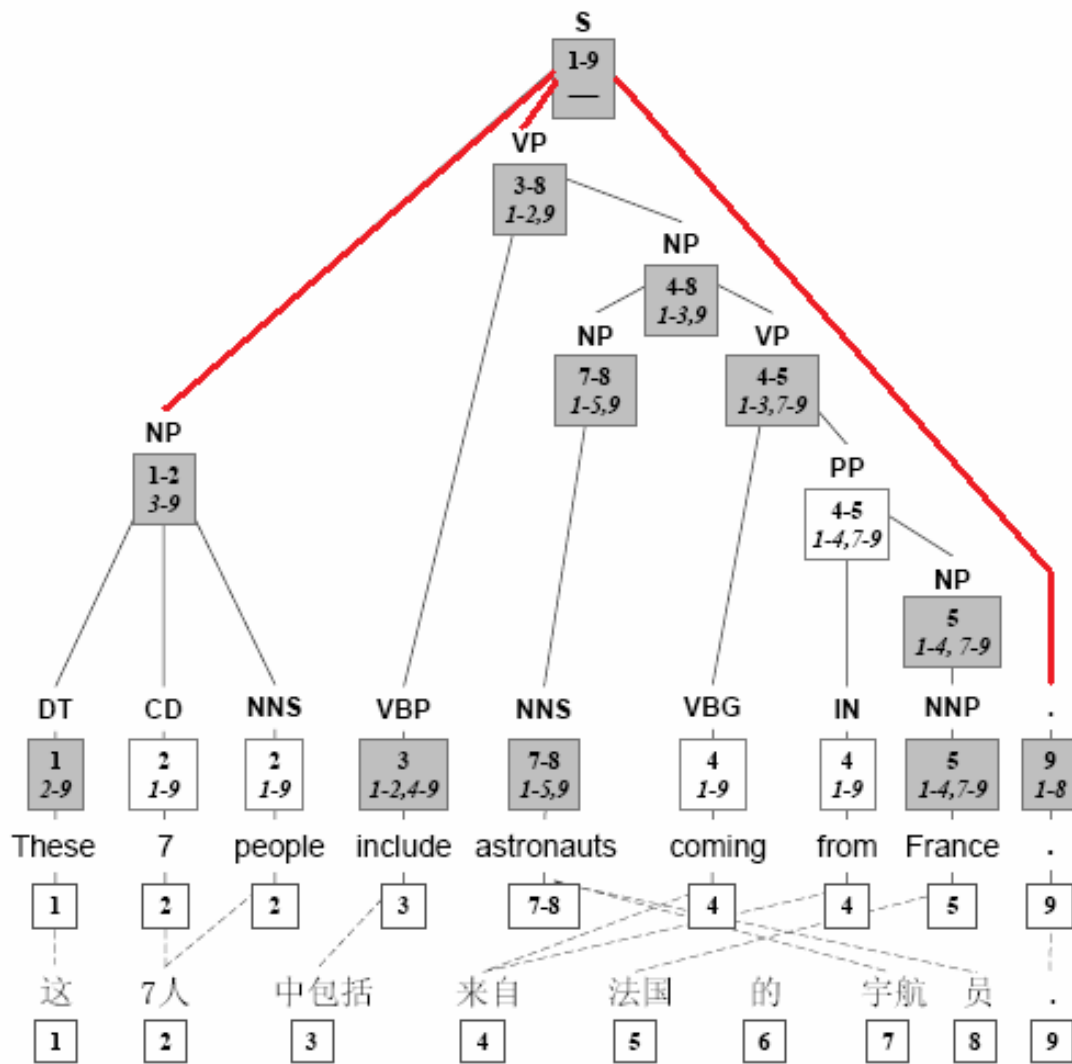 S
1-9
—
VP
3-8
1-2,9
NP
4-8
1-3,9
NP VP
7-8 4-5
1-5,9 1-3,7-9
NP
1-2
3-9
PP
4-5
1-4,7-9
NP
5
1-4, 7-9
DT CD NNS VBP NNS VBG IN NNP .
1 2 2 3 7-8 4 4 5 9
2-9 1-9 1-9 1-2,4-9 1-5,9 1-9 1-9 1-4,7-9 1-8
These 7 people include astronauts coming from France .
1 2 2 3 7-8 4 4 5 9
这 7人 中包括 来自 法国 的 宇航 员 .
1 2 3 4 5 6 7 8 9